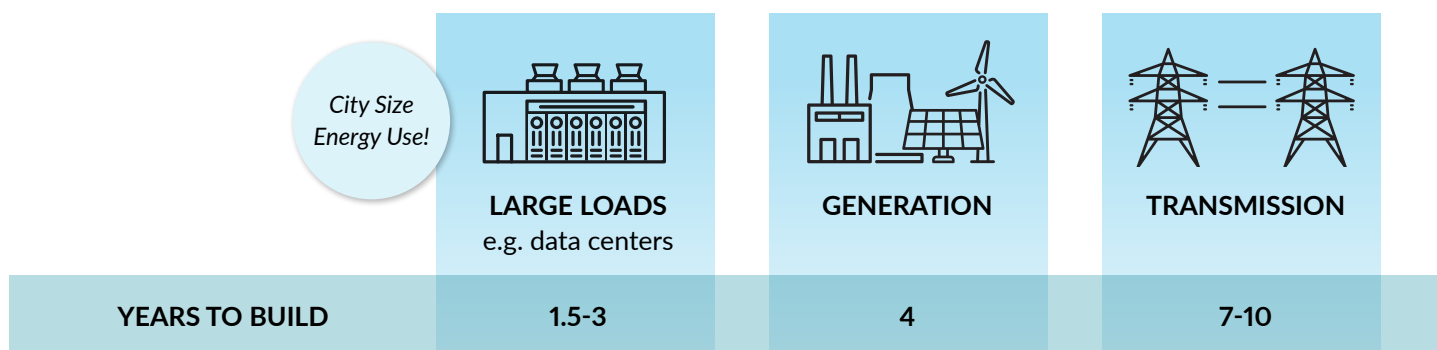 City Size
Energy Use!
LARGE LOADS
e.g. data centers
GENERATION
TRANSMISSION
YEARS TO BUILD
1.5-3
4
7-10